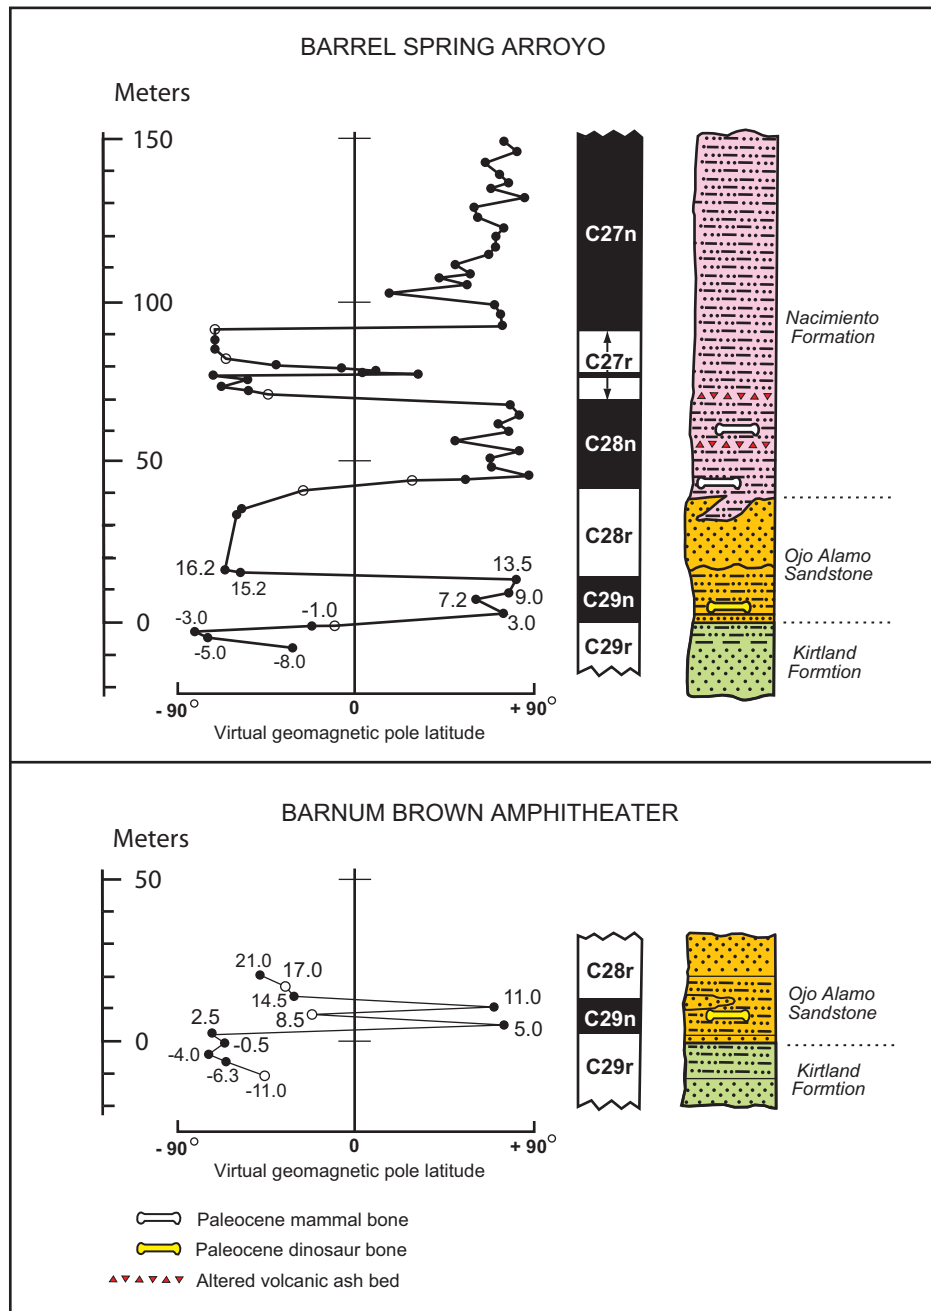 BARREL SPRING ARROYO
Meters
150
100
50
0
C27n
C27r
C28n
C28r
C29n
C29r
Nacimiento
Formation
Ojo Alamo
Sandstone
Kirtland
Formtion
16.2
15.2
13.5
9.0
7.2
3.0
-1.0
-3.0
-5.0
-8.0
- 90° 0 + 90°
Virtual geomagnetic pole latitude
BARNUM BROWN AMPHITHEATER
Meters
50
0
21.0
17.0
14.5
11.0
8.5
5.0
2.5
-0.5
-4.0
-6.3
-11.0
C28r
C29n
C29r
Ojo Alamo
Sandstone
Kirtland
Formtion
- 90° 0 + 90°
Virtual geomagnetic pole latitude
Paleocene mammal bone
Paleocene dinosaur bone
Altered volcanic ash bed